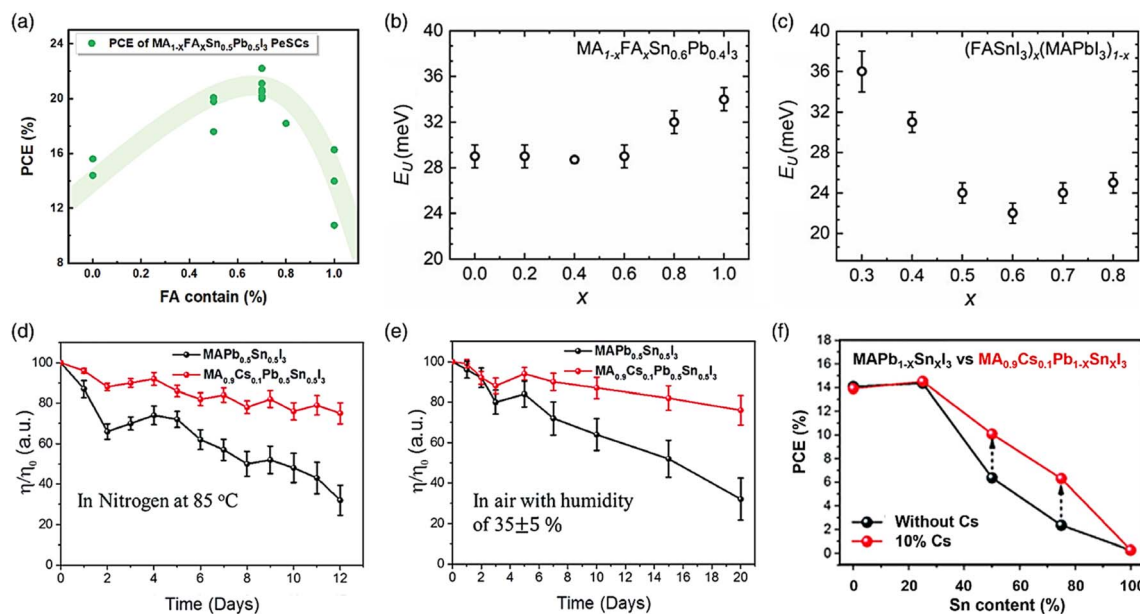 (a)
PCE of MA1-XFAXSn0.5Pb0.5I3 PeSCs
PCE (%)
24
22
20
18
16
14
12
10
8
0.0 0.2 0.4 0.6 0.8 1.0
FA contain (%)
(b)
MA1-xFAxSn0.6Pb0.4I3
EU (meV)
40
36
32
28
24
20
0.0 0.2 0.4 0.6 0.8 1.0
x
(c)
(FASnI3)x(MAPbI3)1-x
EU (meV)
40
36
32
28
24
20
0.3 0.4 0.5 0.6 0.7 0.8
x
(d)
MAPb0.5Sn0.5I3
MA0.9Cs0.1Pb0.5Sn0.5I3
η/η0 (a.u.)
100
80
60
40
20
0
In Nitrogen at 85 °C
0 2 4 6 8 10 12
Time (Days)
(e)
MAPb0.5Sn0.5I3
MA0.9Cs0.1Pb0.5Sn0.5I3
η/η0 (a.u.)
100
80
60
40
20
0
In air with humidity
of 35±5 %
0 2 4 6 8 10 12 14 16 18 20
Time (Days)
(f)
MAPb1-XSnXI3 vs MA0.9Cs0.1Pb1-XSnXI3
PCE (%)
18
16
14
12
10
8
6
4
2
0
Without Cs
10% Cs
0 20 40 60 80 100
Sn content (%)